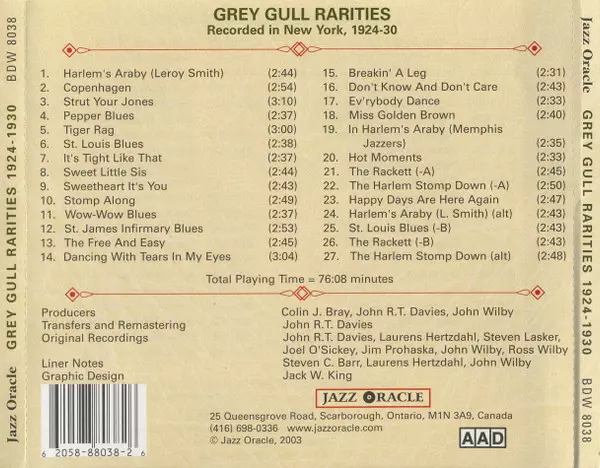 GREY GULL RARITIES
Recorded in New York, 1924-30
1. Harlem's Araby (Leroy Smith) (2:44)
2. Copenhagen (2:54)
3. Strut Your Jones (3:10)
4. Pepper Blues (2:37)
5. Tiger Rag (3:00)
6. St. Louis Blues (2:38)
7. It's Tight Like That (2:37)
8. Sweet Little Sis (2:44)
9. Sweetheart It's You (2:43)
10. Stomp Along (2:49)
11. Wow-Wow Blues (2:37)
12. St. James Infirmary Blues (2:53)
13. The Free And Easy (2:45)
14. Dancing With Tears In My Eyes (3:04)
15. Breakin' A Leg (2:31)
16. Don't Know And Don't Care (2:43)
17. Ev'rybody Dance (2:33)
18. Miss Golden Brown (2:40)
19. In Harlem's Araby (Memphis
Jazzers) (2:35)
20. Hot Moments (2:33)
21. The Rackett (-A) (2:45)
22. The Harlem Stomp Down (-A) (2:50)
23. Happy Days Are Here Again (2:47)
24. Harlem's Araby (L. Smith) (alt) (2:43)
25. St. Louis Blues (-B) (2:43)
26. The Rackett (-B) (2:43)
27. The Harlem Stomp Down (alt) (2:48)
Total Playing Time = 76:08 minutes
Producers Colin J. Bray, John R.T. Davies, John Wilby
Transfers and Remastering John R.T. Davies
Original Recordings John R.T. Davies, Laurens Hertzdahl, Steven Lasker,
Joel O'Sickey, Jim Prohaska, John Wilby, Ross Wilby
Liner Notes Steven C. Barr, Laurens Hertzdahl, John Wilby
Graphic Design Jack W. King
JAZZ ORACLE
25 Queensgrove Road, Scarborough, Ontario, M1N 3A9, Canada
(416) 698-0336 www.jazzoracle.com
© Jazz Oracle, 2003
AAD
6 20588-88038-2 6
Jazz Oracle GREY GULL RARITIES 1924-1930 BDW 8038
Jazz Oracle GREY GULL RARITIES 1924-1930 BDW 8038